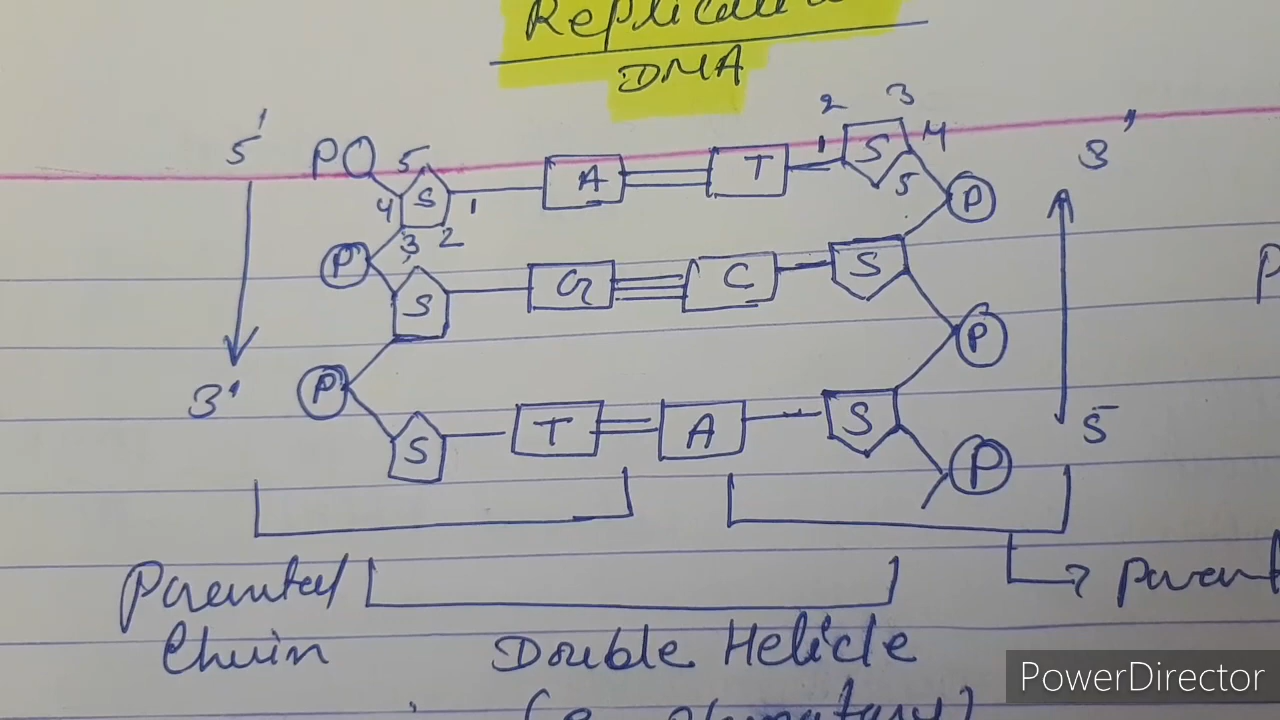 DNA
5' 3'
P 5 S 4 3 2 1 A T 1 2 3 4 5 S P
P S G C S P
P S T A S P
3' 5
Parental
Chain
Double Helicle
PowerDirector